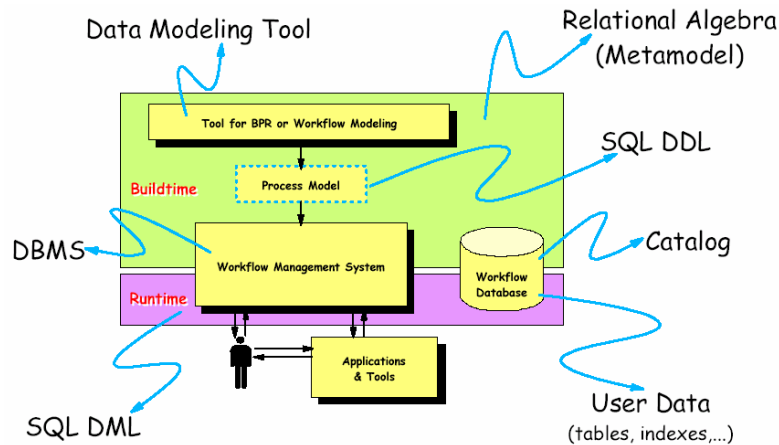 Data Modeling Tool
Relational Algebra
(Metamodel)
Tool for BPR or Workflow Modeling
SQL DDL
Process Model
Buildtime
DBMS
Workflow Management System
Catalog
Workflow
Database
Runtime
Applications
& Tools
SQL DML
User Data
(tables, indexes,...)